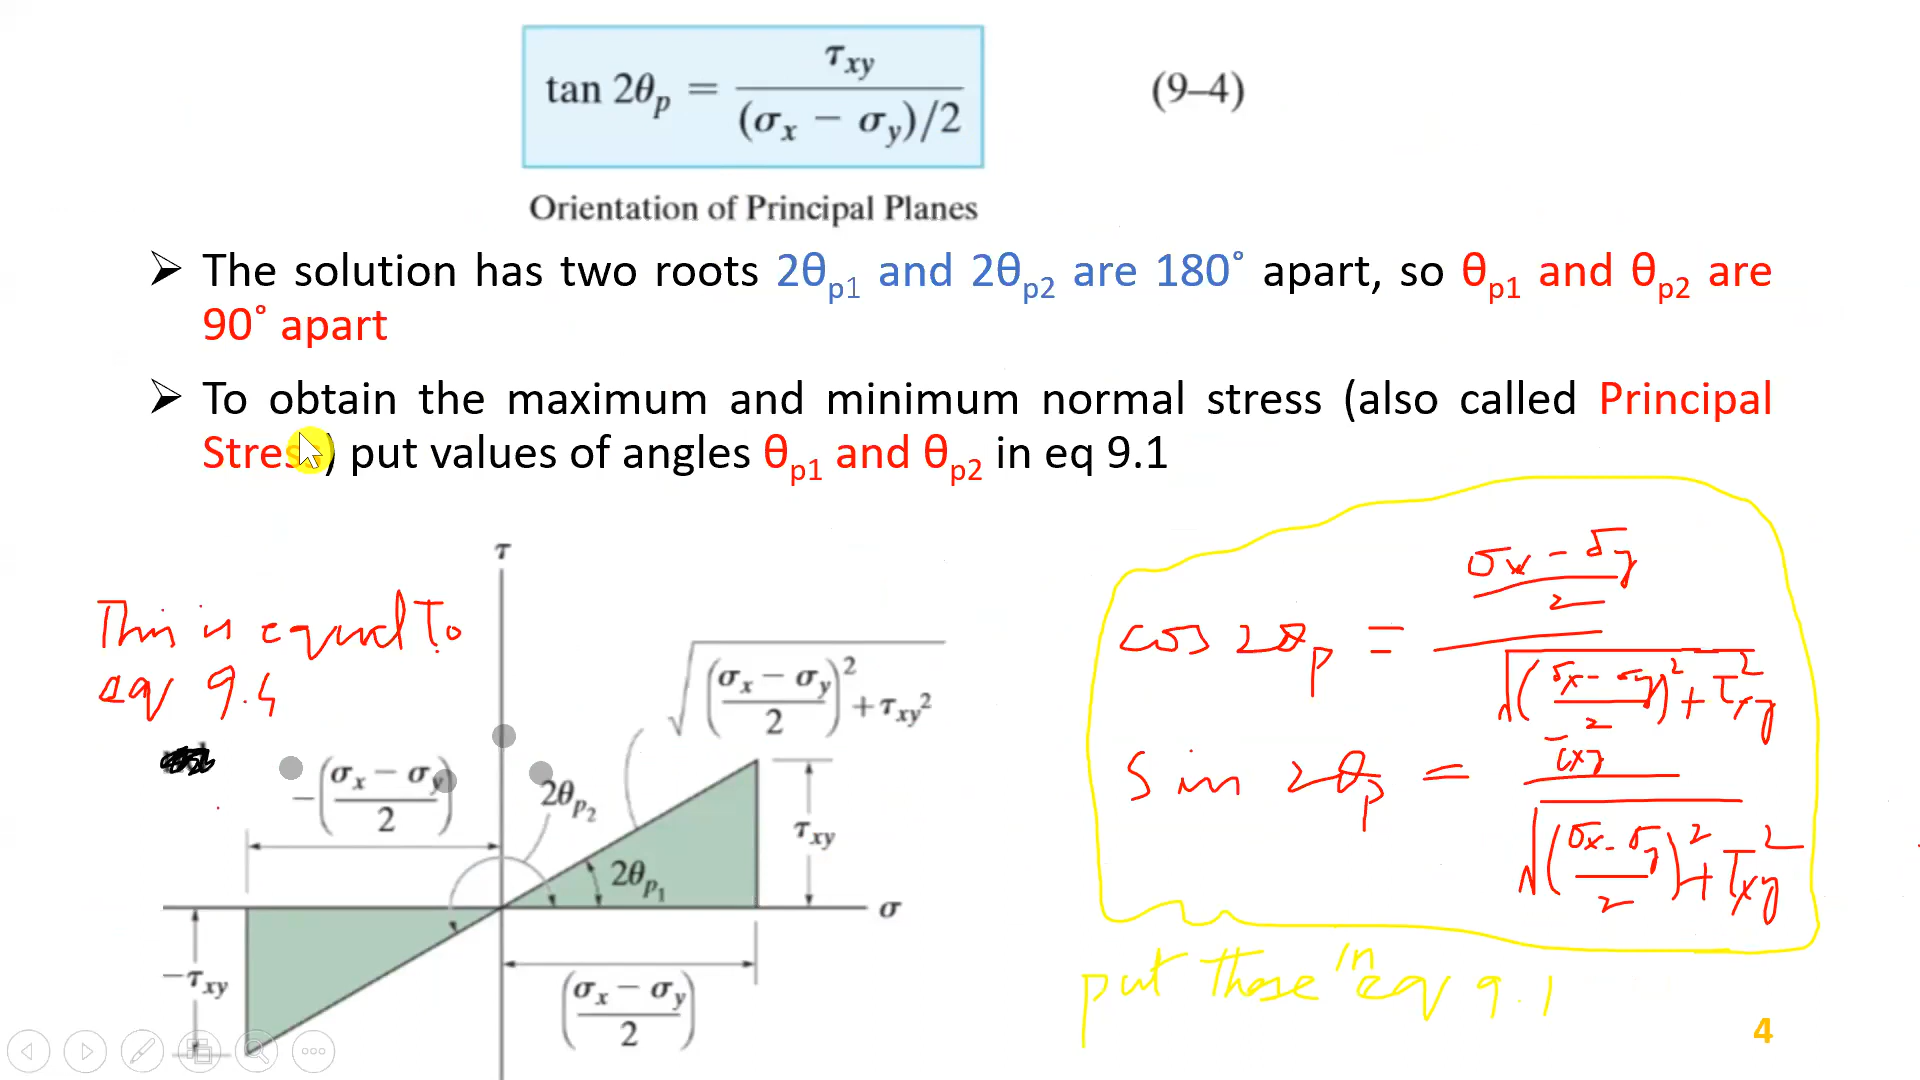 tan 2θp = τxy / (σx − σy)/2 (9–4)
Orientation of Principal Planes
➢ The solution has two roots 2θp1 and 2θp2 are 180° apart, so θp1 and θp2 are
90° apart
➢ To obtain the maximum and minimum normal stress (also called Principal
Stress) put values of angles θp1 and θp2 in eq 9.1
This is equal To
eq 9.4
τ
√((σx − σy)/2)² + τxy²
−((σx − σy)/2)
2θp2
2θp1
τxy
σ
−τxy
((σx − σy)/2)
cos 2θp = (σx − σy)/2 / √((σx − σy)/2)² + τxy²
Sin 2θp = τxy / √((σx − σy)/2)² + τxy²
put those in eq 9.1
4